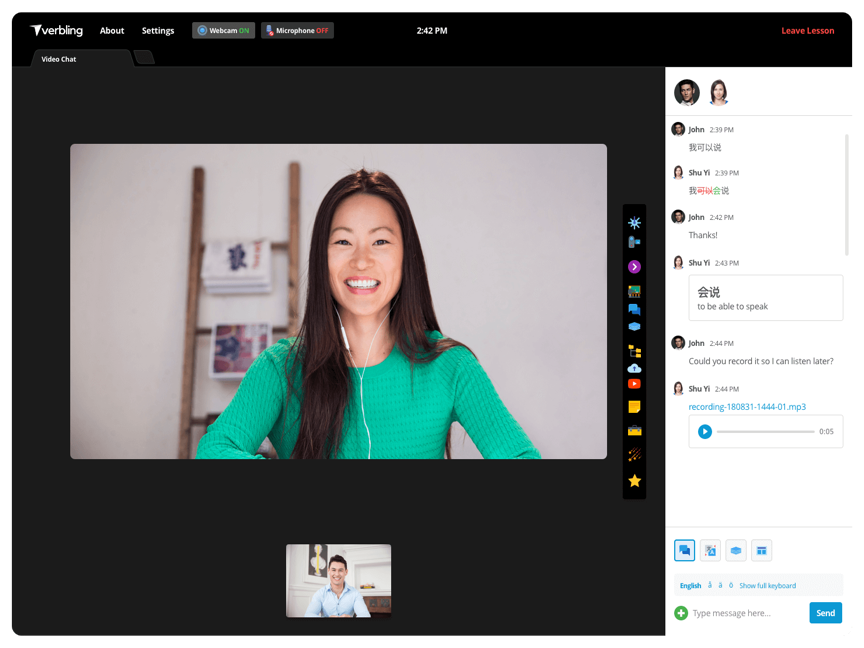 verbling
About
Settings
Webcam ON
Microphone OFF
2:42 PM
Leave Lesson
Video Chat
John 2:39 PM
我可以说
Shu Yi 2:39 PM
我可以会说
John 2:42 PM
Thanks!
Shu Yi 2:43 PM
会说
to be able to speak
John 2:44 PM
Could you record it so I can listen later?
Shu Yi 2:44 PM
recording-180831-1444-01.mp3
0:05
English á à ó Show full keyboard
Type message here...
Send